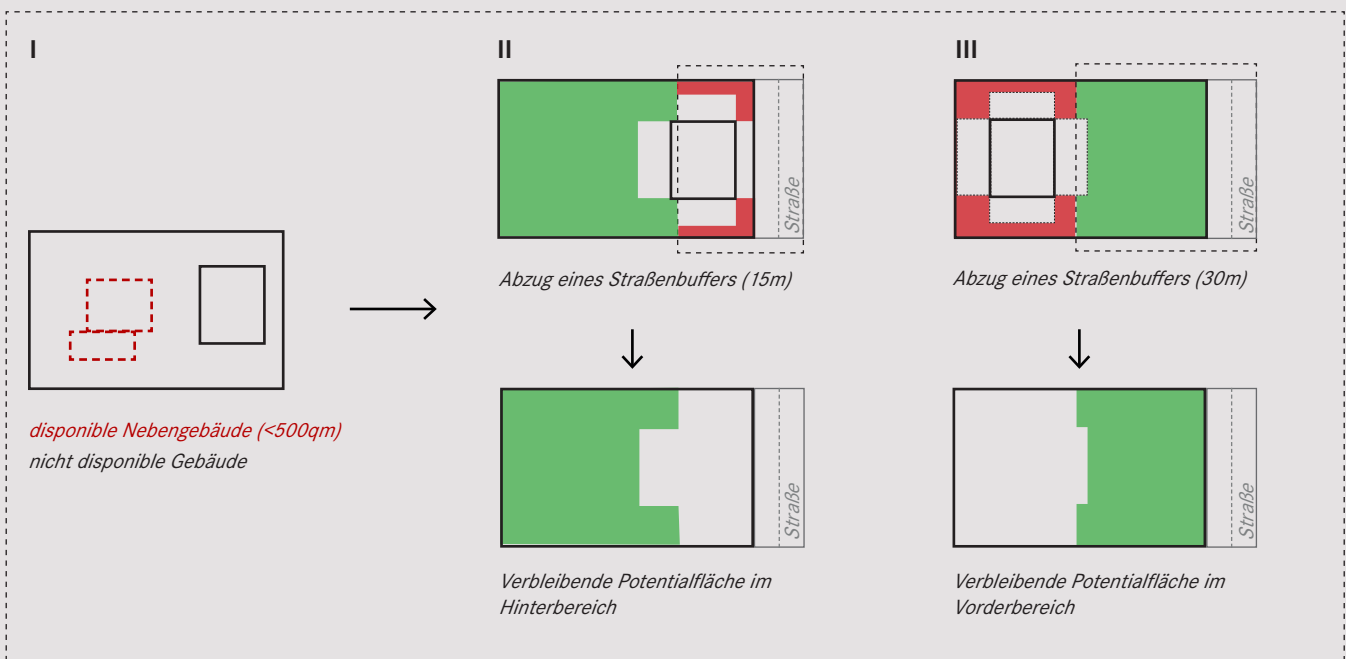 I
disponible Nebengebäude (<500qm)
nicht disponible Gebäude
II
Straße
Abzug eines Straßenbuffers (15m)
Straße
Verbleibende Potentialfläche im
Hinterbereich
III
Straße
Abzug eines Straßenbuffers (30m)
Straße
Verbleibende Potentialfläche im
Vorderbereich